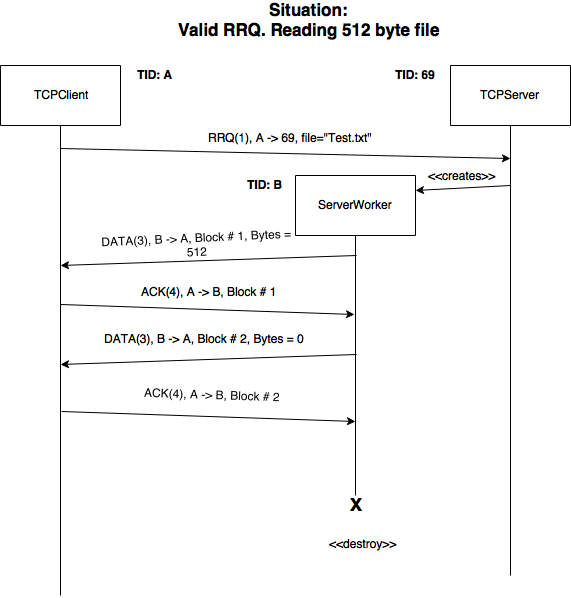 Situation:
Valid RRQ. Reading 512 byte file
TID: A
TID: 69
TCPClient
TCPServer
RRQ(1), A -> 69, file="Test.txt"
<<creates>>
TID: B
ServerWorker
DATA(3), B -> A, Block # 1, Bytes =
512
ACK(4), A -> B, Block # 1
DATA(3), B -> A, Block # 2, Bytes = 0
ACK(4), A -> B, Block # 2
X
<<destroy>>